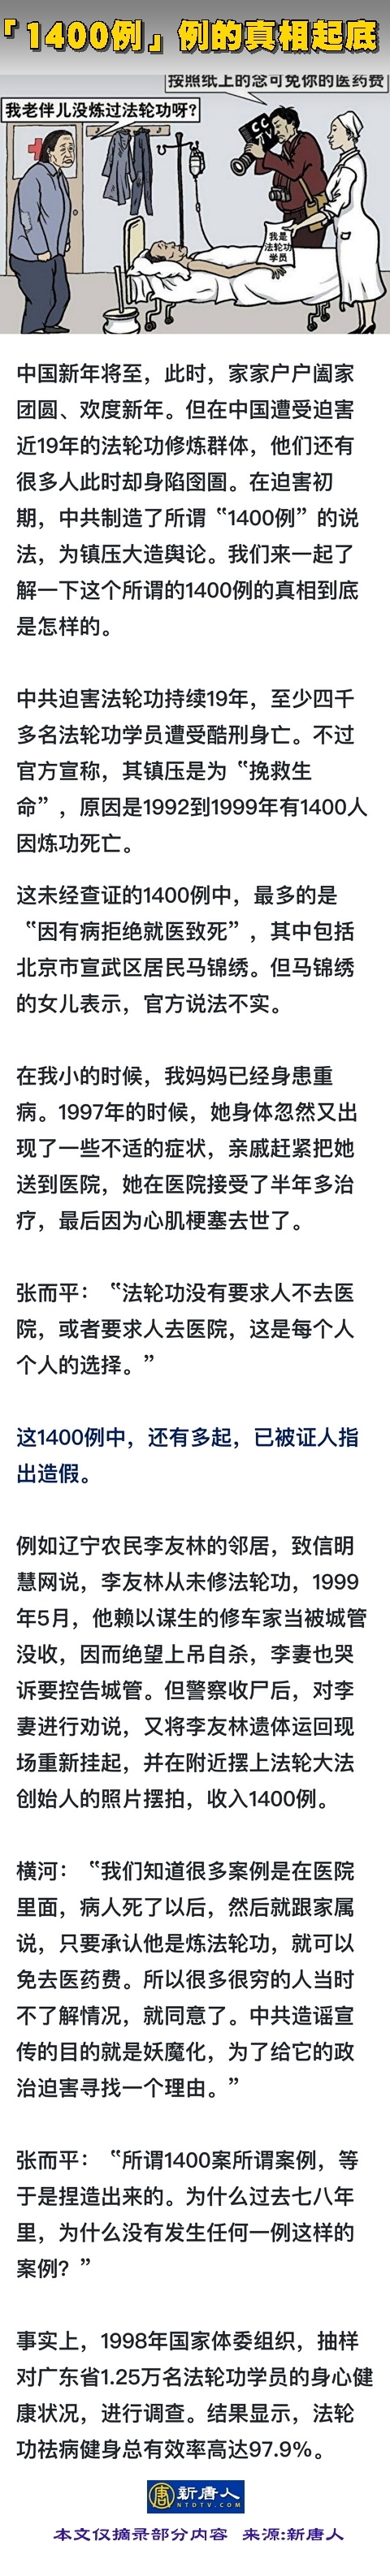 「1400例」例的真相起底
按照纸上的念可免你的医药费
我老伴儿没炼过法轮功呀?
CC
我是
法轮功
学员
中国新年将至，此时，家家户户阖家
团圆、欢度新年。但在中国遭受迫害
近19年的法轮功修炼群体，他们还有
很多人此时却身陷囹圄。在迫害初
期，中共制造了所谓“1400例”的说
法，为镇压大造舆论。我们来一起了
解一下这个所谓的1400例的真相到底
是怎样的。
中共迫害法轮功持续19年，至少四千
多名法轮功学员遭受酷刑身亡。不过
官方宣称，其镇压是为“挽救生
命”，原因是1992到1999年有1400人
因炼功死亡。
这未经查证的1400例中，最多的是
“因有病拒绝就医致死”，其中包括
北京市宣武区居民马锦绣。但马锦绣
的女儿表示，官方说法不实。
在我小的时候，我妈妈已经身患重
病。1997年的时候，她身体忽然又出
现了一些不适的症状，亲戚赶紧把她
送到医院，她在医院接受了半年多治
疗，最后因为心肌梗塞去世了。
张而平：“法轮功没有要求人不去医
院，或者要求人去医院，这是每个人
个人的选择。”
这1400例中，还有多起，已被证人指
出造假。
例如辽宁农民李友林的邻居，致信明
慧网说，李友林从未修法轮功，1999
年5月，他赖以谋生的修车家当被城管
没收，因而绝望上吊自杀，李妻也哭
诉要控告城管。但警察收尸后，对李
妻进行劝说，又将李友林遗体运回现
场重新挂起，并在附近摆上法轮大法
创始人的照片摆拍，收入1400例。
横河：“我们知道很多案例是在医院
里面，病人死了以后，然后就跟家属
说，只要承认他是炼法轮功，就可以
免去医药费。所以很多很穷的人当时
不了解情况，就同意了。中共造谣宣
传的目的就是妖魔化，为了给它的政
治迫害寻找一个理由。”
张而平：“所谓1400案所谓案例，等
于是捏造出来的。为什么过去七八年
里，为什么没有发生任何一例这样的
案例？”
事实上，1998年国家体委组织，抽样
对广东省1.25万名法轮功学员的身心健
康状况，进行调查。结果显示，法轮
功祛病健身总有效率高达97.9%。
新唐人
NTDTV.COM
本文仅摘录部分内容 来源:新唐人